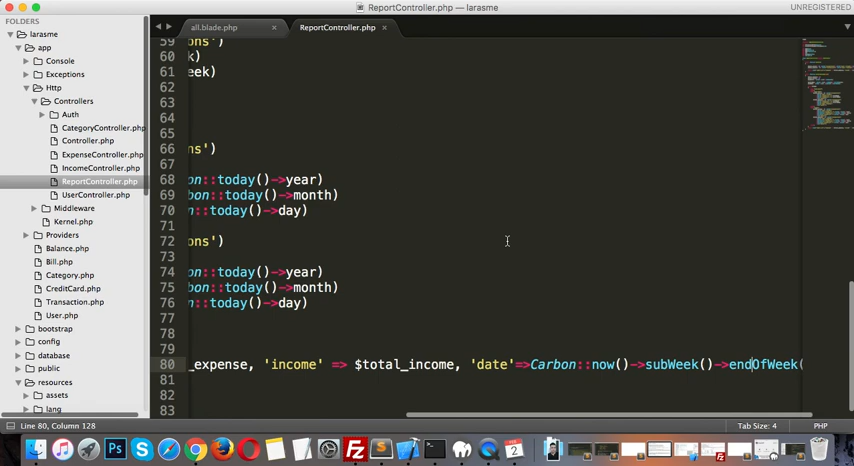 ReportController.php — larasme
UNREGISTERED
FOLDERS
larasme
app
Console
Exceptions
Http
Controllers
Auth
CategoryController.php
Controller.php
ExpenseController.php
IncomeController.php
ReportController.php
UserController.php
Middleware
Kernel.php
Providers
Balance.php
Bill.php
Category.php
CreditCard.php
Transaction.php
User.php
bootstrap
config
database
public
resources
assets
lang
all.blade.php
ReportController.php
59 ons')
60 k)
61 eek)
62
63
64
65
66 ns')
67
68 on::today()->year)
69 bon::today()->month)
70 n::today()->day)
71
72 ons')
73
74 on::today()->year)
75 bon::today()->month)
76 n::today()->day)
77
78
79
80 _expense, 'income' => $total_income, 'date'=>Carbon::now()->subWeek()->endOfWeek(
81
82
83
Line 80, Column 128
Tab Size: 4
PHP